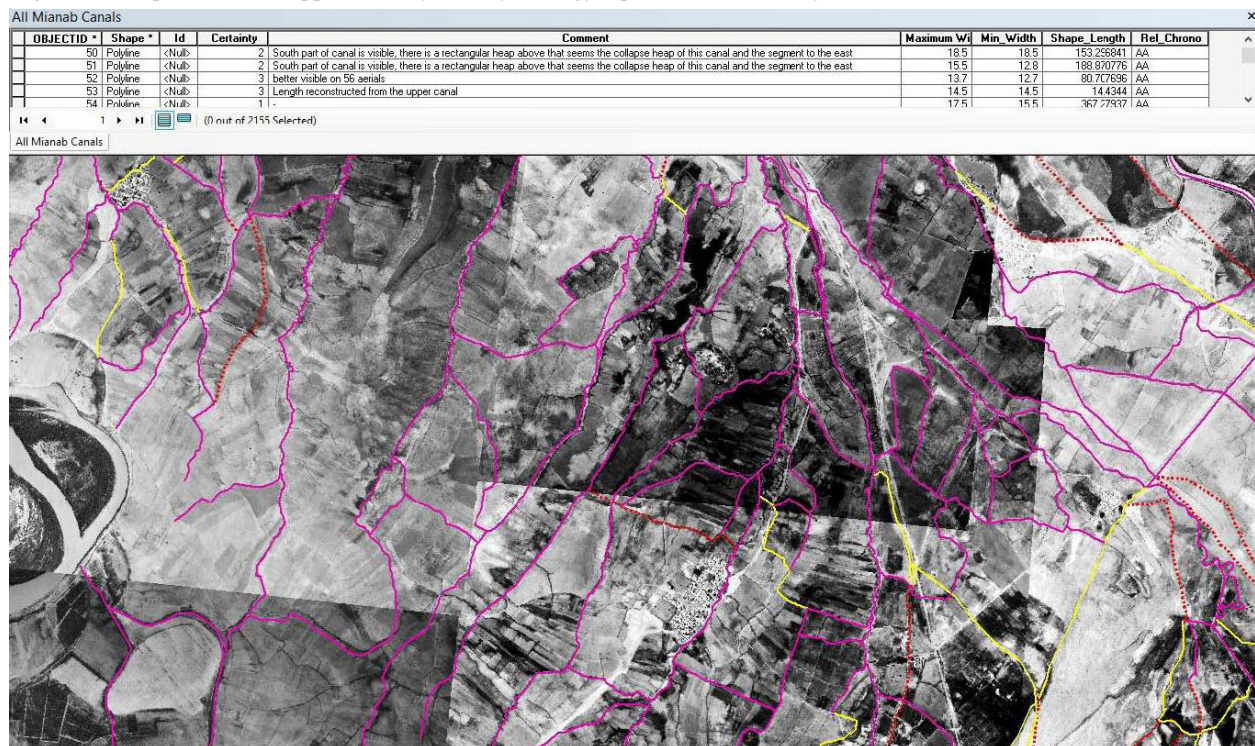 All Mianab Canals
OBJECTID * Shape * Id Certainty Comment Maximum Wi Min_Width Shape_Length Rel_Chrono
50 Polyline <Null> 2 South part of canal is visible, there is a rectangular heap above that seems the collapse heap of this canal and the segment to the east 18.5 18.5 153.296841 AA
51 Polyline <Null> 2 South part of canal is visible, there is a rectangular heap above that seems the collapse heap of this canal and the segment to the east 15.5 12.8 188.870776 AA
52 Polyline <Null> 3 better visible on 56 aerials 13.7 12.7 80.707696 AA
53 Polyline <Null> 3 Length reconstructed from the upper canal 14.5 14.5 14.4344 AA
54 Polyline <Null> 1 - 17.5 15.5 367.27937 AA
1 (0 out of 2155 Selected)
All Mianab Canals